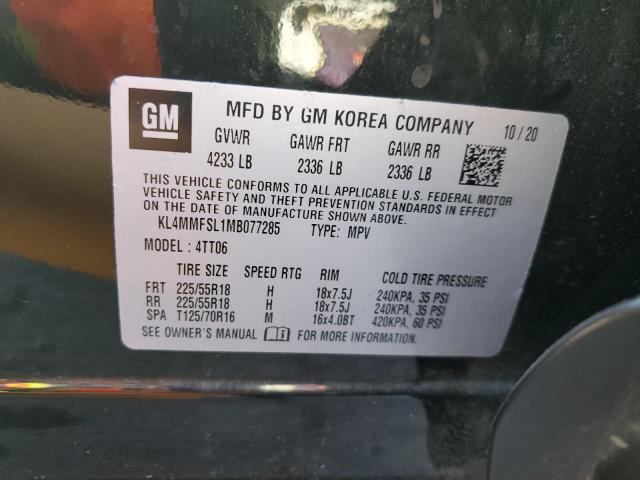 GM MFD BY GM KOREA COMPANY 10/20
GVWR GAWR FRT GAWR RR
4233 LB 2336 LB 2336 LB
THIS VEHICLE CONFORMS TO ALL APPLICABLE U.S. FEDERAL MOTOR
VEHICLE SAFETY AND THEFT PREVENTION STANDARDS IN EFFECT
ON THE DATE OF MANUFACTURE SHOWN ABOVE.
KL4MMFSL1MB077285 TYPE: MPV
MODEL: 4TT06
TIRE SIZE SPEED RTG RIM COLD TIRE PRESSURE
FRT 225/55R18 H 18x7.5J 240KPA, 35 PSI
RR 225/55R18 H 18x7.5J 240KPA, 35 PSI
SPA T125/70R16 M 16x4.0BT 420KPA, 60 PSI
SEE OWNER'S MANUAL FOR MORE INFORMATION.